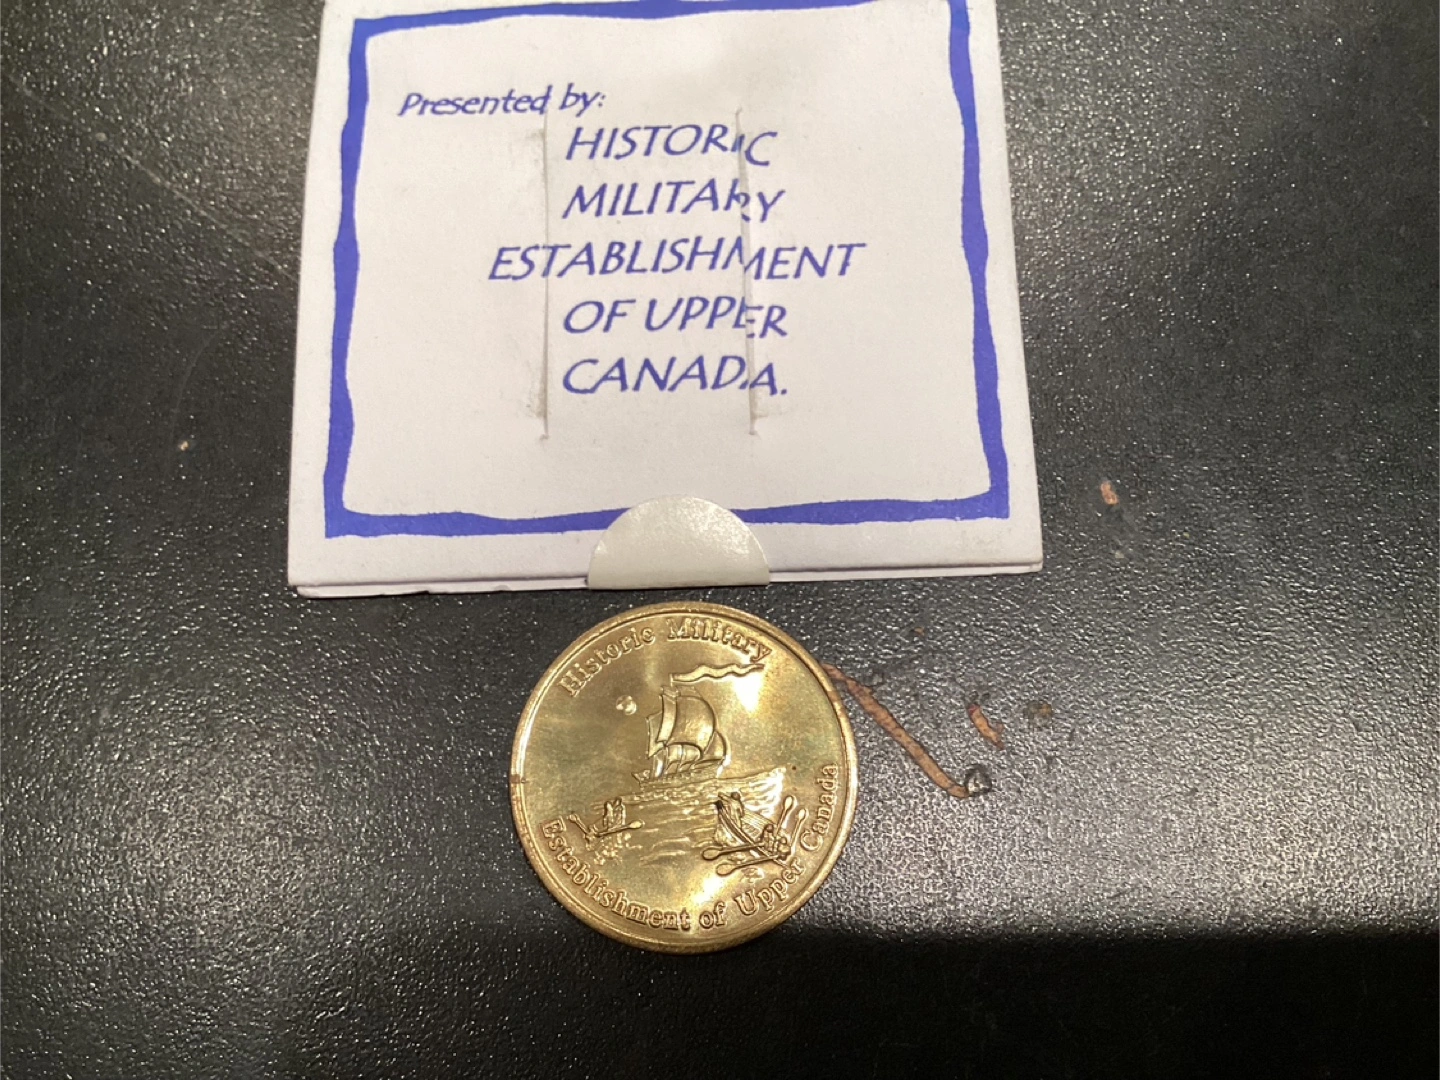 Presented by:
HISTORIC
MILITARY
ESTABLISHMENT
OF UPPER
CANADA.
Historic Military
Establishment of Upper Canada